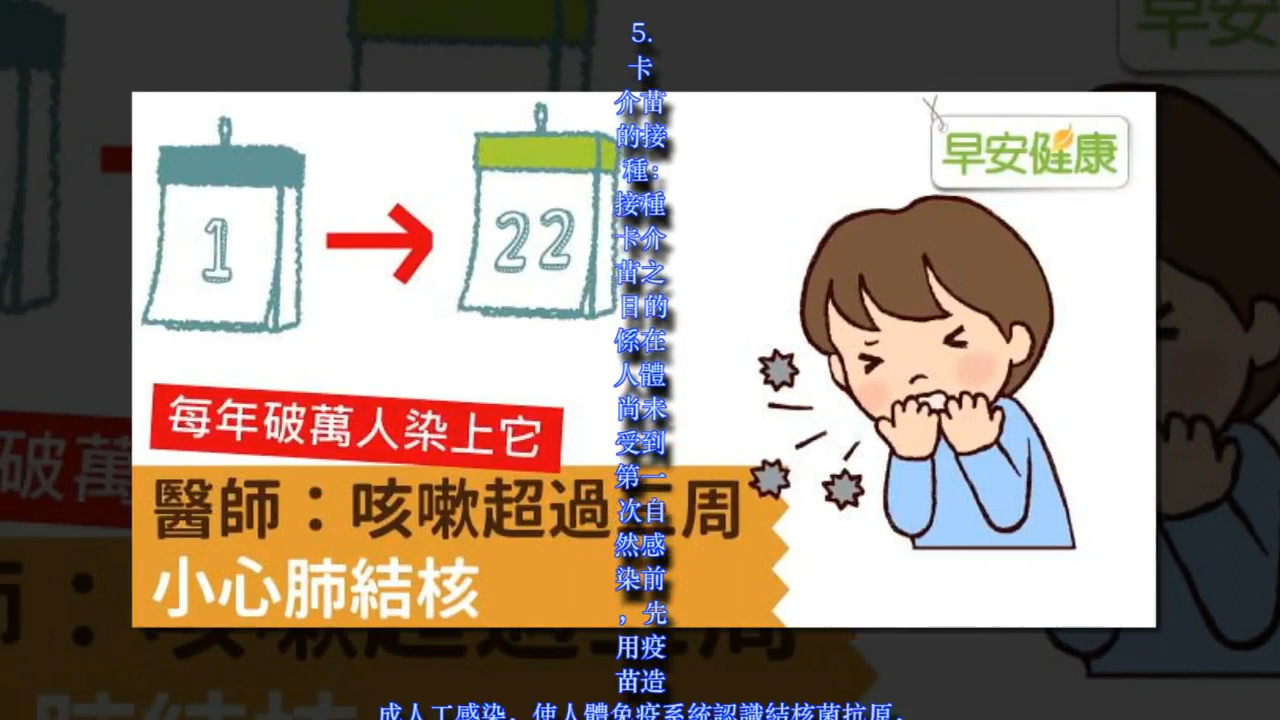 5.
卡
介苗
的接
種:
接種
卡介
苗之
目的
係在
人體
尚未
受到
第一
次自
然感
染前
，先
用疫
苗造
成人工感染，使人體免疫系統認識結核菌抗原，
早安健康
1
22
每年破萬人染上它
醫師：咳嗽超過三周
小心肺結核